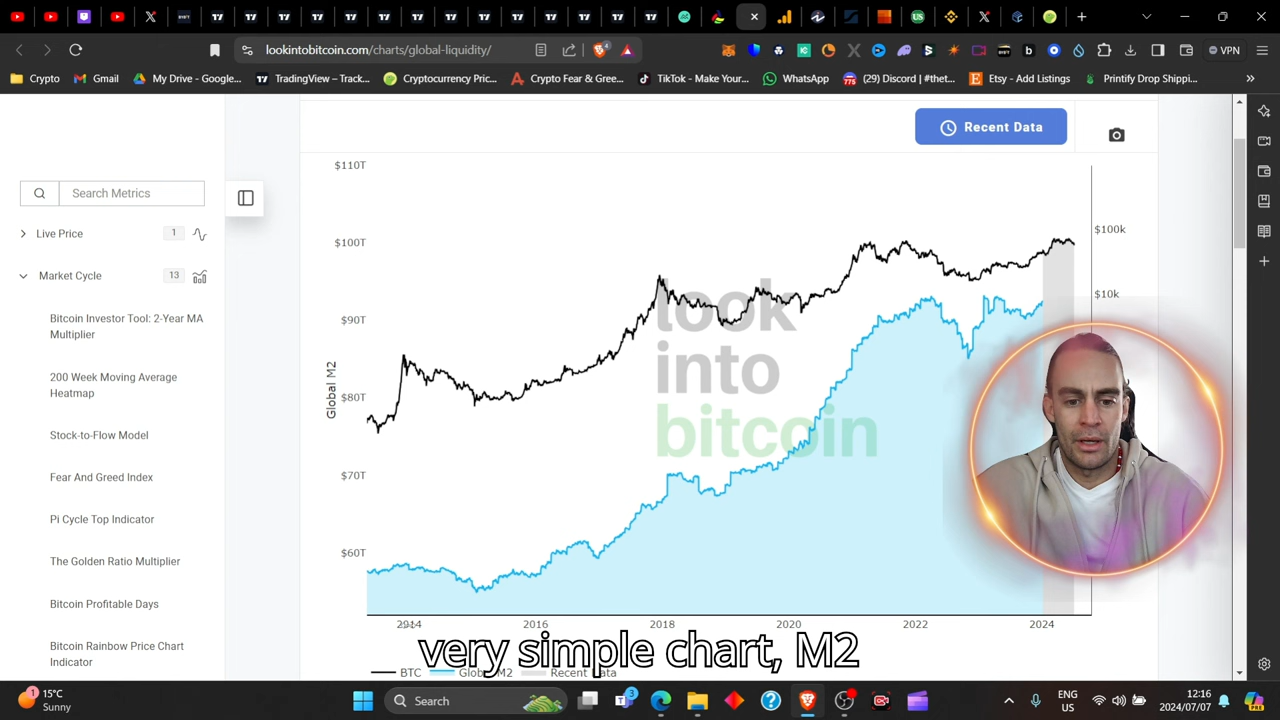 lookintobitcoin.com/charts/global-liquidity/
4
VPN
Crypto
Gmail
My Drive - Google...
TradingView – Track...
Cryptocurrency Pric...
Crypto Fear & Gree...
TikTok - Make Your...
WhatsApp
(29) Discord | #thet...
Etsy - Add Listings
Printify Drop Shippi...
Recent Data
Search Metrics
Live Price 1
Market Cycle 13
Bitcoin Investor Tool: 2-Year MA
Multiplier
200 Week Moving Average
Heatmap
Stock-to-Flow Model
Fear And Greed Index
Pi Cycle Top Indicator
The Golden Ratio Multiplier
Bitcoin Profitable Days
Bitcoin Rainbow Price Chart
Indicator
$110T
$100T
$90T
$80T
$70T
$60T
Global M2
$100k
$10k
look
into
bitcoin
2014 2016 2018 2020 2022 2024
very simple chart, M2
BTC Global M2 Recent Data
1
15°C
Sunny
Search
3
ENG
US
12:16
2024/07/07